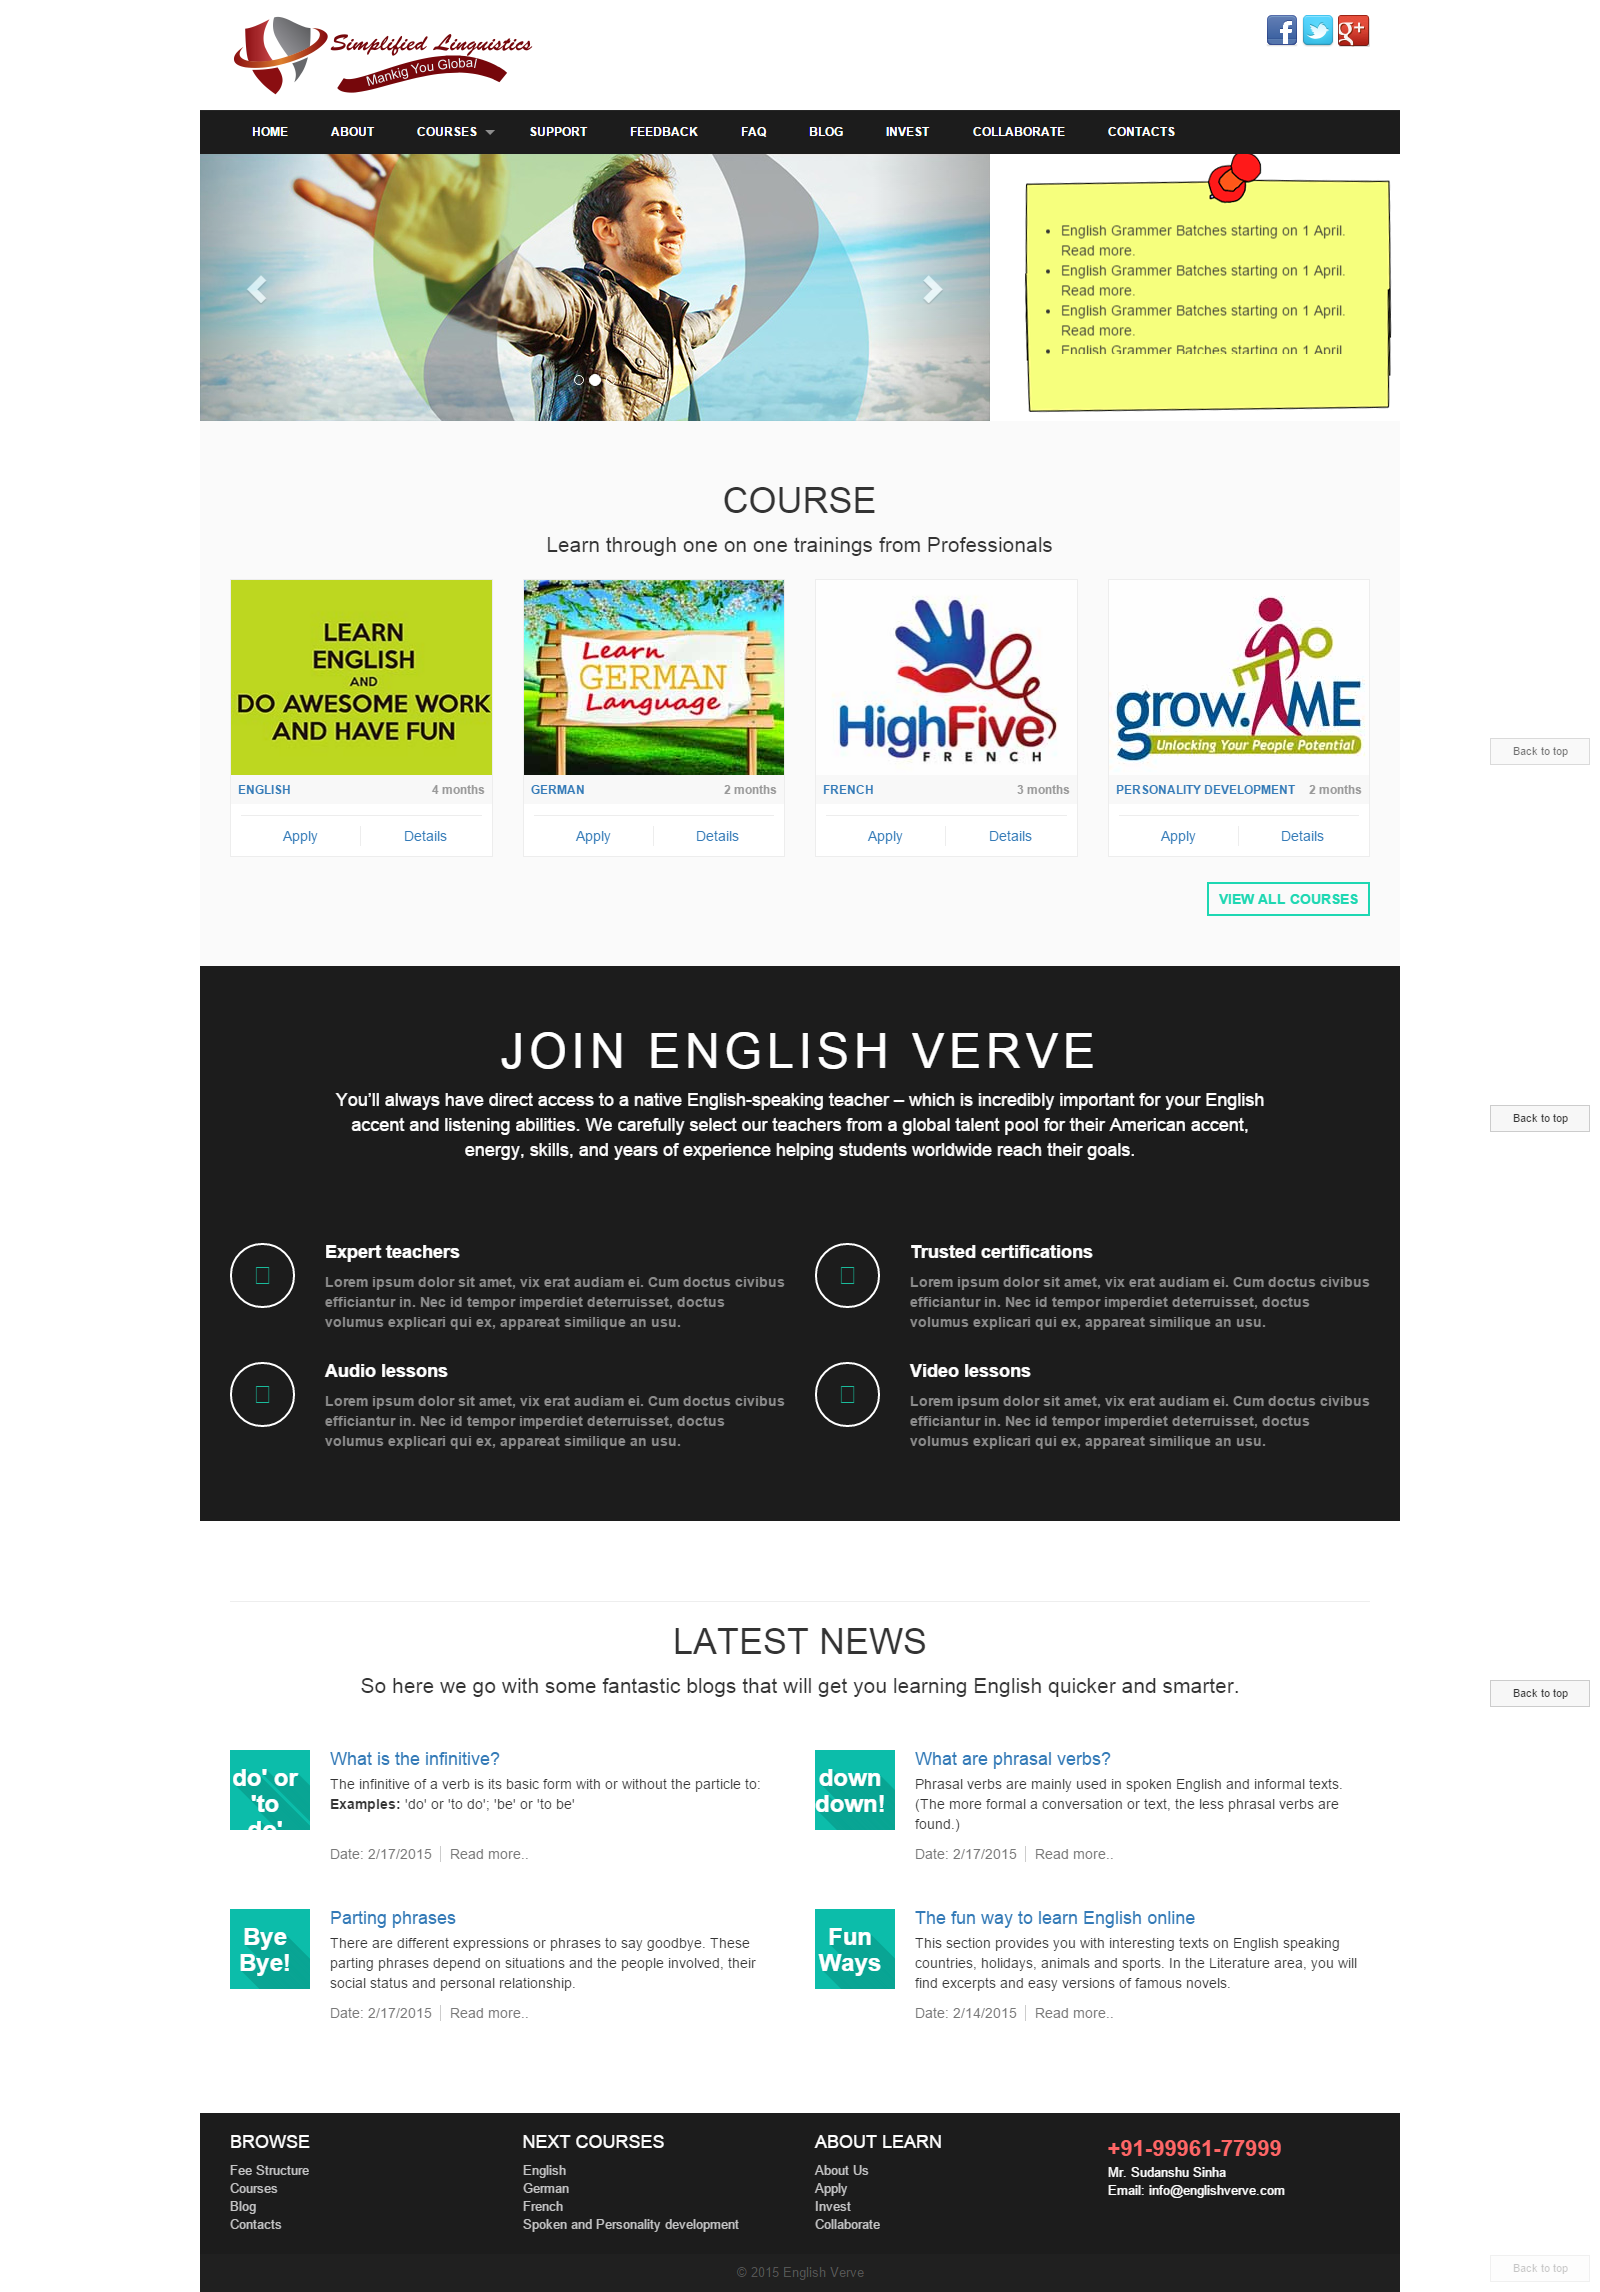 Simplified Linguistics
Mankig You Global
HOME ABOUT COURSES SUPPORT FEEDBACK FAQ BLOG INVEST COLLABORATE CONTACTS
English Grammer Batches starting on 1 April.
Read more.
English Grammer Batches starting on 1 April.
Read more.
English Grammer Batches starting on 1 April.
Read more.
English Grammer Batches starting on 1 April
COURSE
Learn through one on one trainings from Professionals
LEARN
ENGLISH
AND
DO AWESOME WORK
AND HAVE FUN
ENGLISH 4 months
Apply Details
Learn
GERMAN
Language
GERMAN 2 months
Apply Details
HighFive
FRENCH
FRENCH 3 months
Apply Details
grow.ME
Unlocking Your People Potential
PERSONALITY DEVELOPMENT 2 months
Apply Details
Back to top
VIEW ALL COURSES
JOIN ENGLISH VERVE
You'll always have direct access to a native English-speaking teacher – which is incredibly important for your English
accent and listening abilities. We carefully select our teachers from a global talent pool for their American accent,
energy, skills, and years of experience helping students worldwide reach their goals.
Back to top
Expert teachers
Lorem ipsum dolor sit amet, vix erat audiam ei. Cum doctus civibus
efficiantur in. Nec id tempor imperdiet deterruisset, doctus
volumus explicari qui ex, appareat similique an usu.
Trusted certifications
Lorem ipsum dolor sit amet, vix erat audiam ei. Cum doctus civibus
efficiantur in. Nec id tempor imperdiet deterruisset, doctus
volumus explicari qui ex, appareat similique an usu.
Audio lessons
Lorem ipsum dolor sit amet, vix erat audiam ei. Cum doctus civibus
efficiantur in. Nec id tempor imperdiet deterruisset, doctus
volumus explicari qui ex, appareat similique an usu.
Video lessons
Lorem ipsum dolor sit amet, vix erat audiam ei. Cum doctus civibus
efficiantur in. Nec id tempor imperdiet deterruisset, doctus
volumus explicari qui ex, appareat similique an usu.
LATEST NEWS
So here we go with some fantastic blogs that will get you learning English quicker and smarter.
Back to top
do' or
'to
do'
What is the infinitive?
The infinitive of a verb is its basic form with or without the particle to:
Examples: 'do' or 'to do'; 'be' or 'to be'
Date: 2/17/2015 Read more..
down
down!
What are phrasal verbs?
Phrasal verbs are mainly used in spoken English and informal texts.
(The more formal a conversation or text, the less phrasal verbs are
found.)
Date: 2/17/2015 Read more..
Bye
Bye!
Parting phrases
There are different expressions or phrases to say goodbye. These
parting phrases depend on situations and the people involved, their
social status and personal relationship.
Date: 2/17/2015 Read more..
Fun
Ways
The fun way to learn English online
This section provides you with interesting texts on English speaking
countries, holidays, animals and sports. In the Literature area, you will
find excerpts and easy versions of famous novels.
Date: 2/14/2015 Read more..
BROWSE
Fee Structure
Courses
Blog
Contacts
NEXT COURSES
English
German
French
Spoken and Personality development
ABOUT LEARN
About Us
Apply
Invest
Collaborate
+91-99961-77999
Mr. Sudanshu Sinha
Email: info@englishverve.com
© 2015 English Verve
Back to top